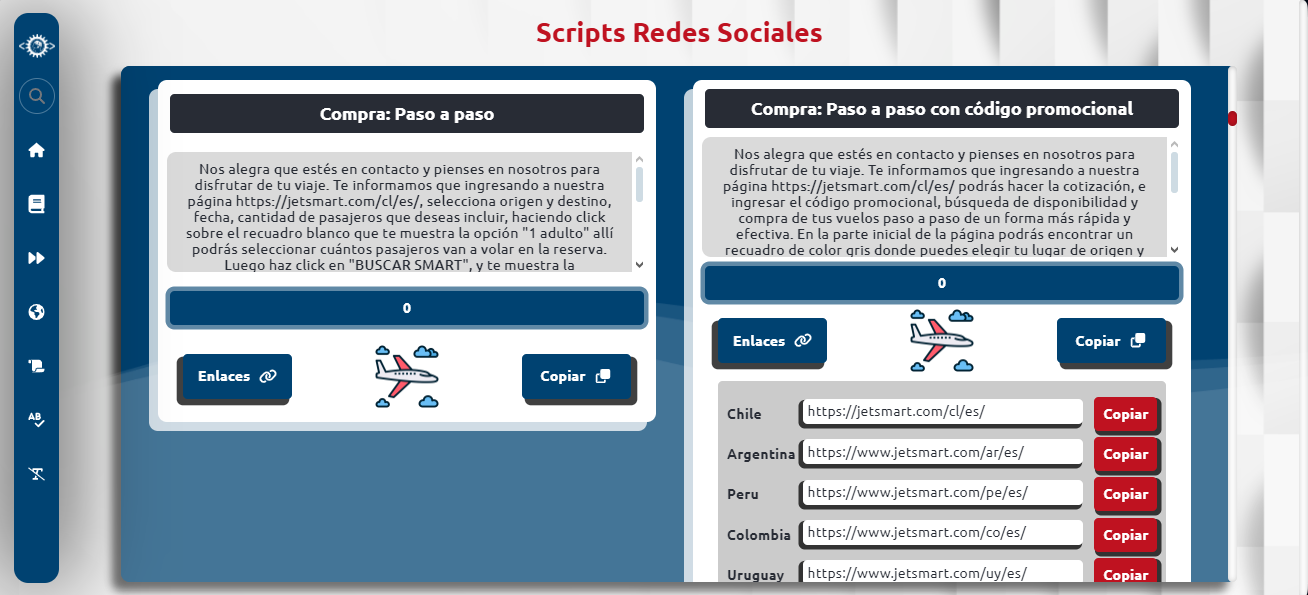 Scripts Redes Sociales
Compra: Paso a paso
Nos alegra que estés en contacto y pienses en nosotros para
disfrutar de tu viaje. Te informamos que ingresando a nuestra
página https://jetsmart.com/cl/es/, selecciona origen y destino,
fecha, cantidad de pasajeros que deseas incluir, haciendo click
sobre el recuadro blanco que te muestra la opción "1 adulto" allí
podrás seleccionar cuántos pasajeros van a volar en la reserva.
Luego haz click en "BUSCAR SMART", y te muestra la
0
Enlaces
Copiar
Compra: Paso a paso con código promocional
Nos alegra que estés en contacto y pienses en nosotros para
disfrutar de tu viaje. Te informamos que ingresando a nuestra
página https://jetsmart.com/cl/es/ podrás hacer la cotización, e
ingresar el código promocional, búsqueda de disponibilidad y
compra de tus vuelos paso a paso de un forma más rápida y
efectiva. En la parte inicial de la página podrás encontrar un
recuadro de color gris donde puedes elegir tu lugar de origen y
0
Enlaces
Copiar
Chile https://jetsmart.com/cl/es/ Copiar
Argentina https://www.jetsmart.com/ar/es/ Copiar
Peru https://www.jetsmart.com/pe/es/ Copiar
Colombia https://www.jetsmart.com/co/es/ Copiar
Uruguay https://www.jetsmart.com/uy/es/ Copiar
AB